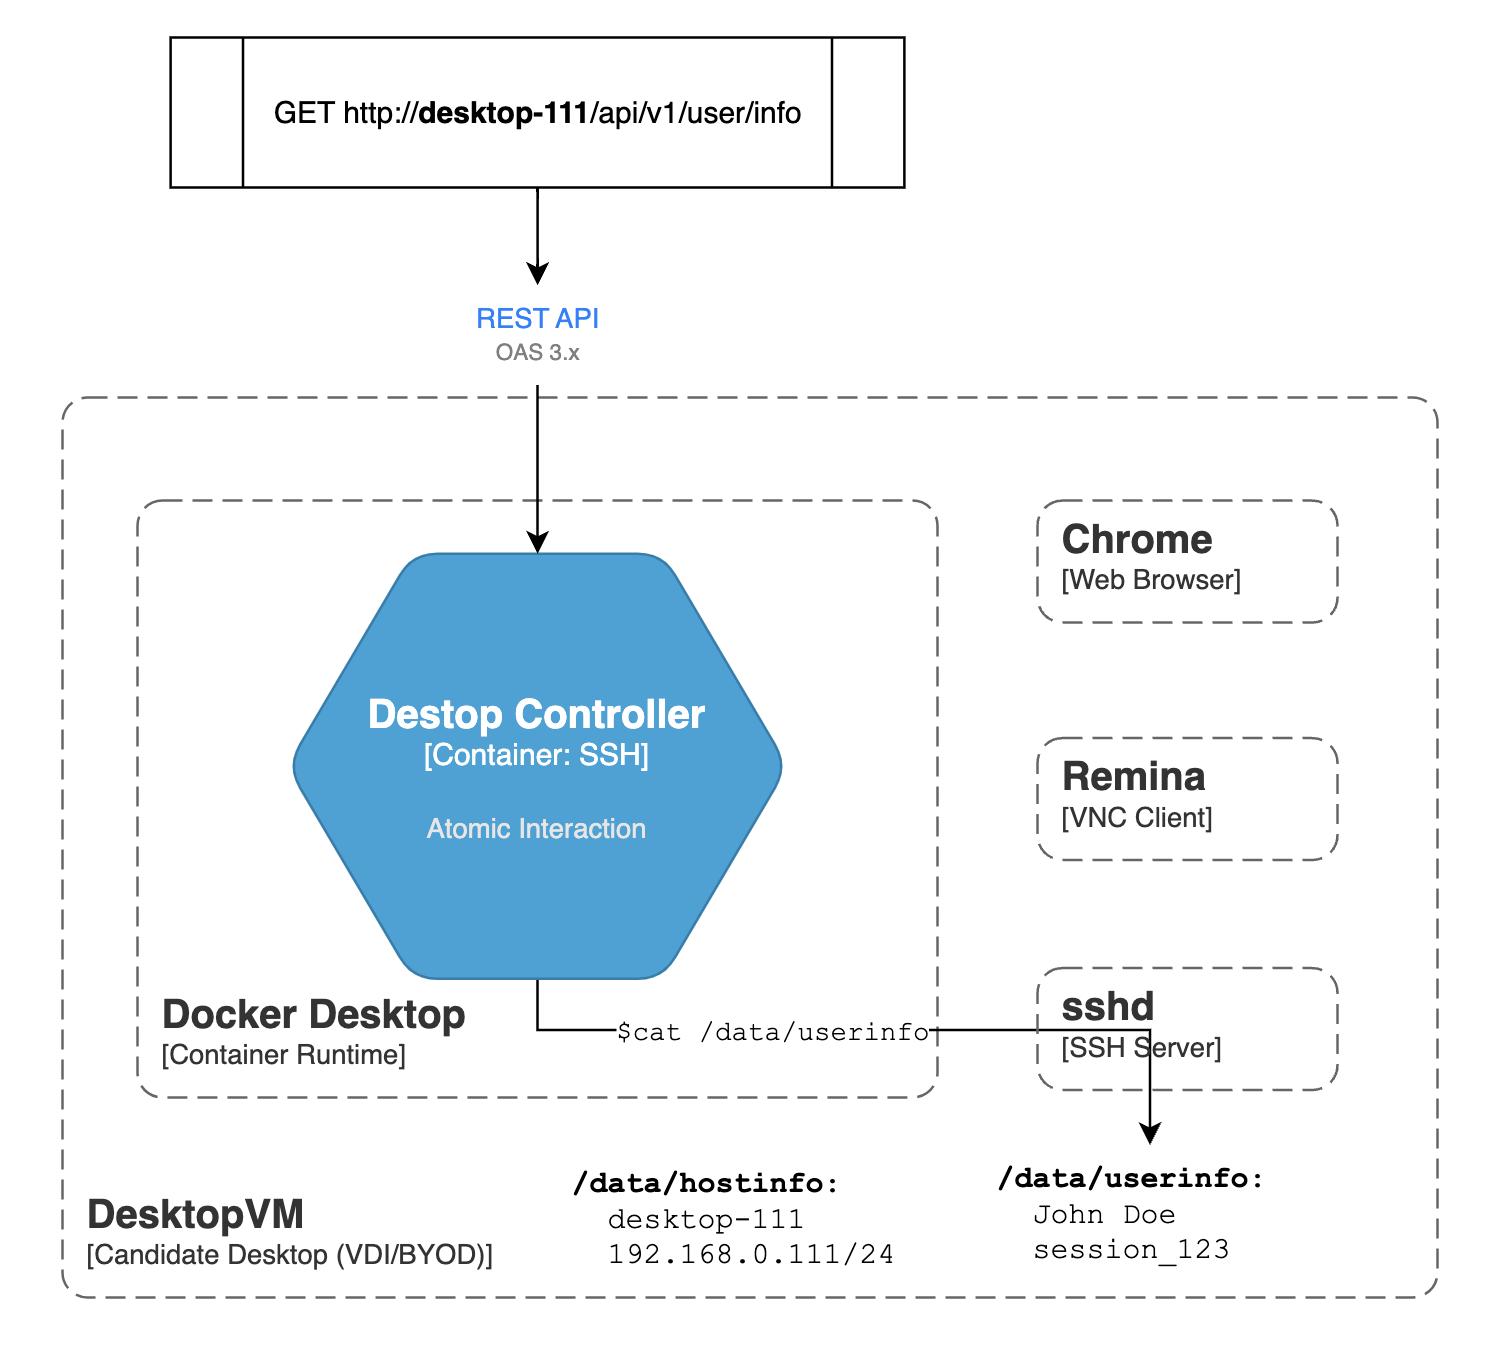 GET http://desktop-111/api/v1/user/info
REST API
OAS 3.x
Chrome
[Web Browser]
Destop Controller
[Container: SSH]
Atomic Interaction
Remina
[VNC Client]
Docker Desktop
[Container Runtime]
$cat /data/userinfo
sshd
[SSH Server]
DesktopVM
[Candidate Desktop (VDI/BYOD)]
/data/hostinfo:
desktop-111
192.168.0.111/24
/data/userinfo:
John Doe
session_123